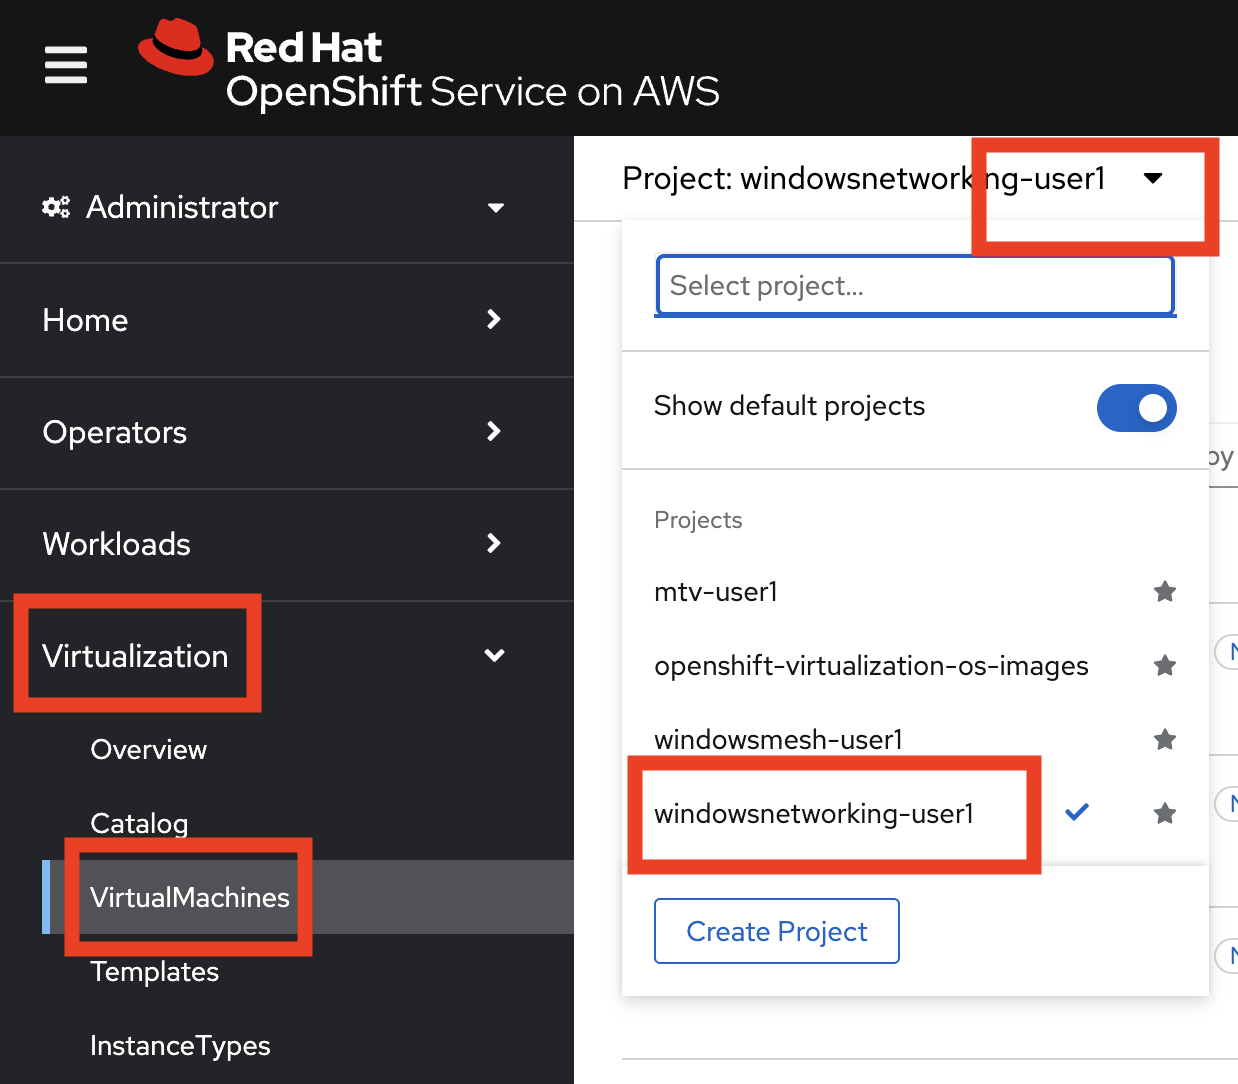 Red Hat
OpenShift Service on AWS
Administrator
Home
Operators
Workloads
Virtualization
Overview
Catalog
VirtualMachines
Templates
InstanceTypes
Project: windowsnetworking-user1
Select project...
Show default projects
Projects
mtv-user1
openshift-virtualization-os-images
windowsmesh-user1
windowsnetworking-user1
Create Project